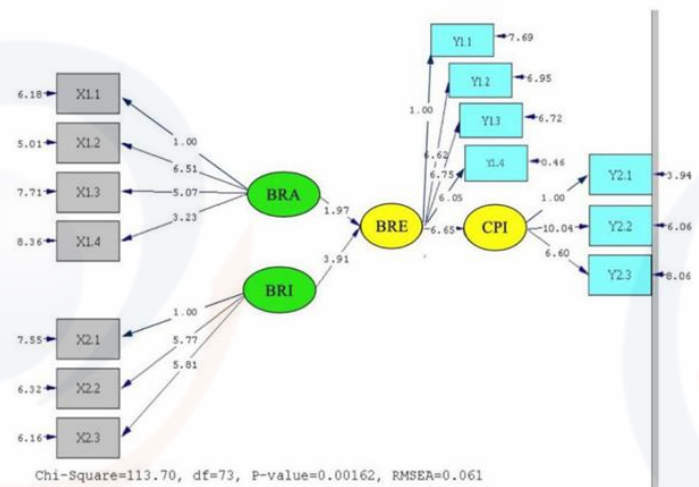 Y1.1
7.69
Y1.2
6.95
Y1.3
6.72
Y1.4
0.46
1.00
6.62
6.75
6.05
6.18
X1.1
5.01
X1.2
7.71
X1.3
8.36
X1.4
1.00
6.51
5.07
3.23
BRA
1.97
BRE
6.65
CPI
1.00
10.04
6.60
Y2.1
3.94
Y2.2
6.06
Y2.3
8.06
BRI
3.91
7.55
X2.1
6.32
X2.2
6.16
X2.3
1.00
5.77
5.81
Chi-Square=113.70, df=73, P-value=0.00162, RMSEA=0.061